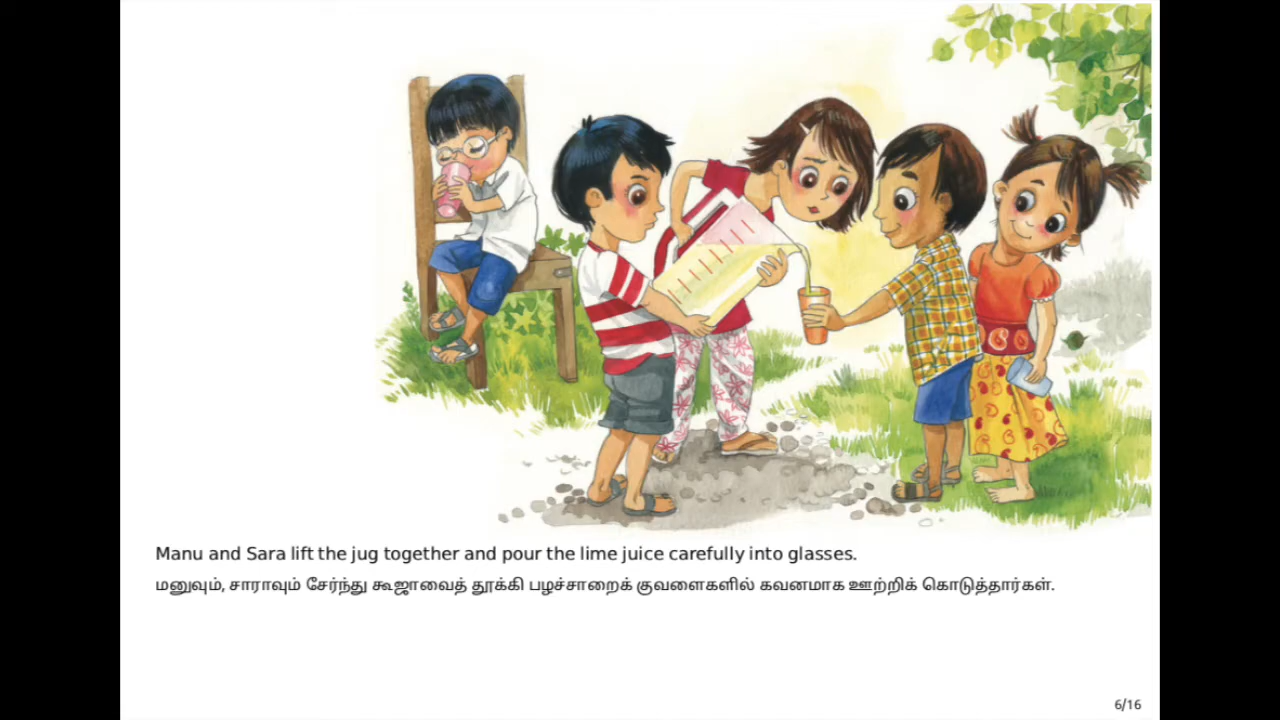 Manu and Sara lift the jug together and pour the lime juice carefully into glasses.
மனுவும், சாராவும் சேர்ந்து கூஜாவைத் தூக்கி பழச்சாறைக் குவளைகளில் கவனமாக ஊற்றிக் கொடுத்தார்கள்.
6/16